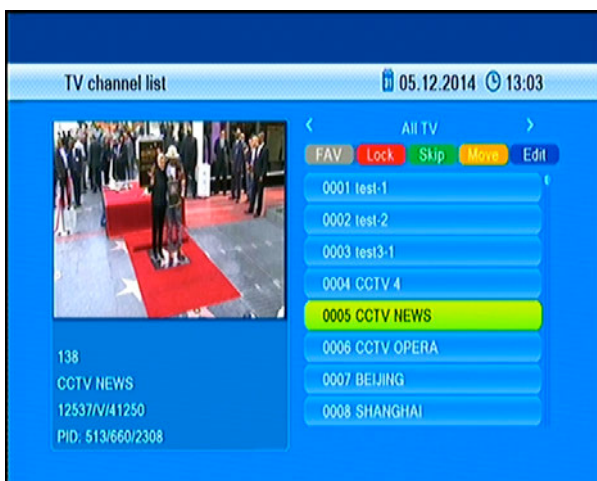 TV channel list
31 05.12.2014 13:03
All TV
FAV Lock Skip Move Edit
0001 test-1
0002 test-2
0003 test3-1
0004 CCTV 4
0005 CCTV NEWS
0006 CCTV OPERA
0007 BEIJING
0008 SHANGHAI
138
CCTV NEWS
12537/V/41250
PID: 513/660/2308